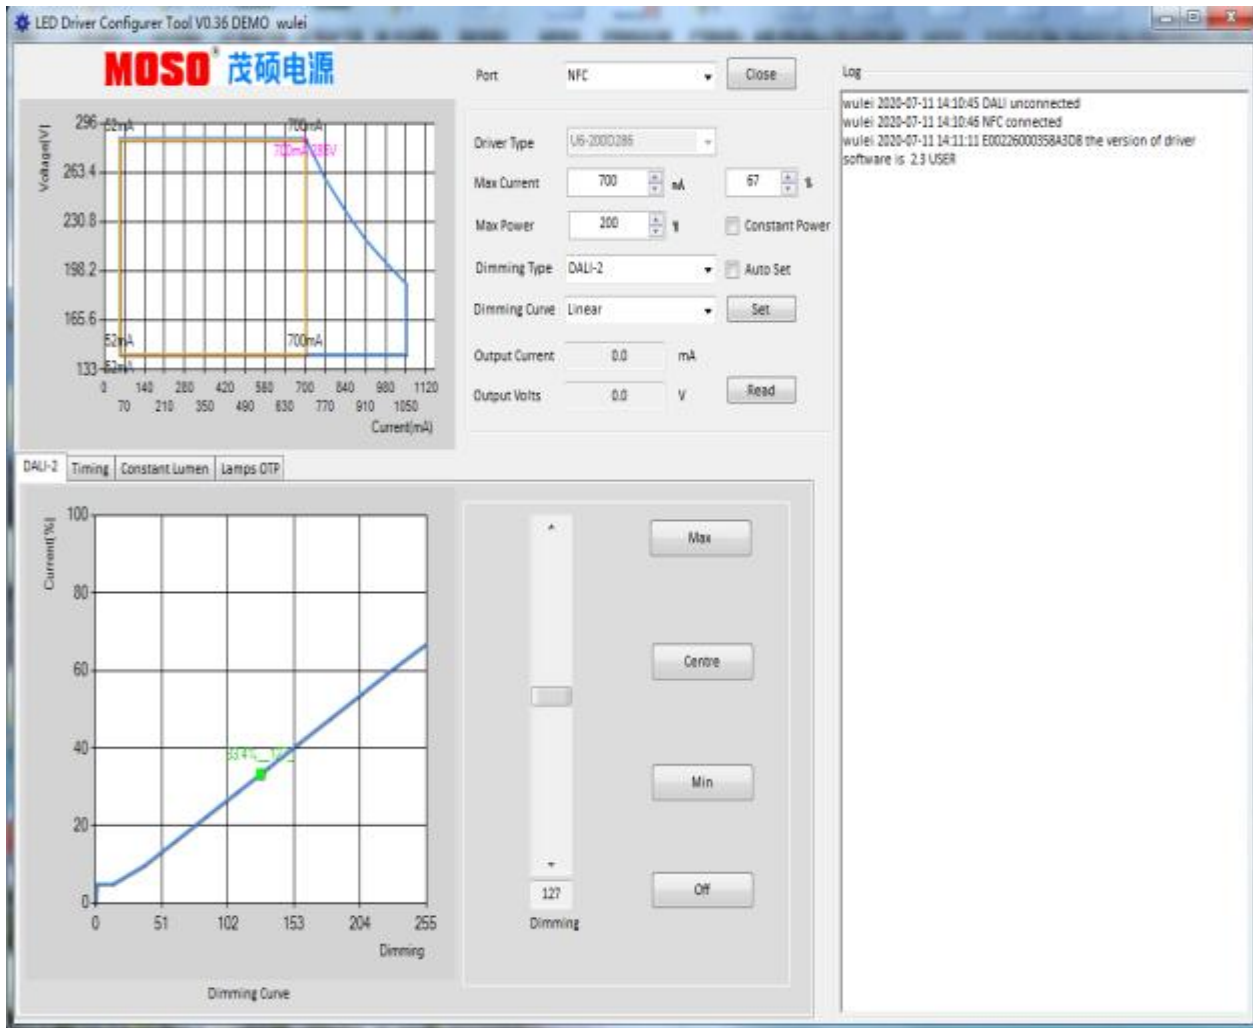 LED Driver Configurer Tool V0.36 DEMO wulei
MOSO® 茂硕电源
Port NFC Close
Log
wulei 2020-07-11 14:10:45 DALI unconnected
wulei 2020-07-11 14:10:46 NFC connected
wulei 2020-07-11 14:11:11 E00226000358A3D8 the version of driver
software is 2.3 USER
Voltage(V)
296 52mA 700mA
700mA 286V
263.4
230.8
198.2
165.6
52mA 700mA
133 52mA
0 140 280 420 560 700 840 980 1120
70 210 350 490 630 770 910 1050
Current(mA)
Driver Type U6-200D286
Max Current 700 mA 67 %
Max Power 200 Constant Power
Dimming Type DALI-2 Auto Set
Dimming Curve Linear Set
Output Current 0.0 mA
Output Volts 0.0 V Read
DALI-2 Timing Constant Lumen Lamps OTP
Current(%)
100
80
60
40
20
0
0 51 102 153 204 255
Dimming
Dimming Curve
33.4%
Max
Centre
Min
Off
127
Dimming